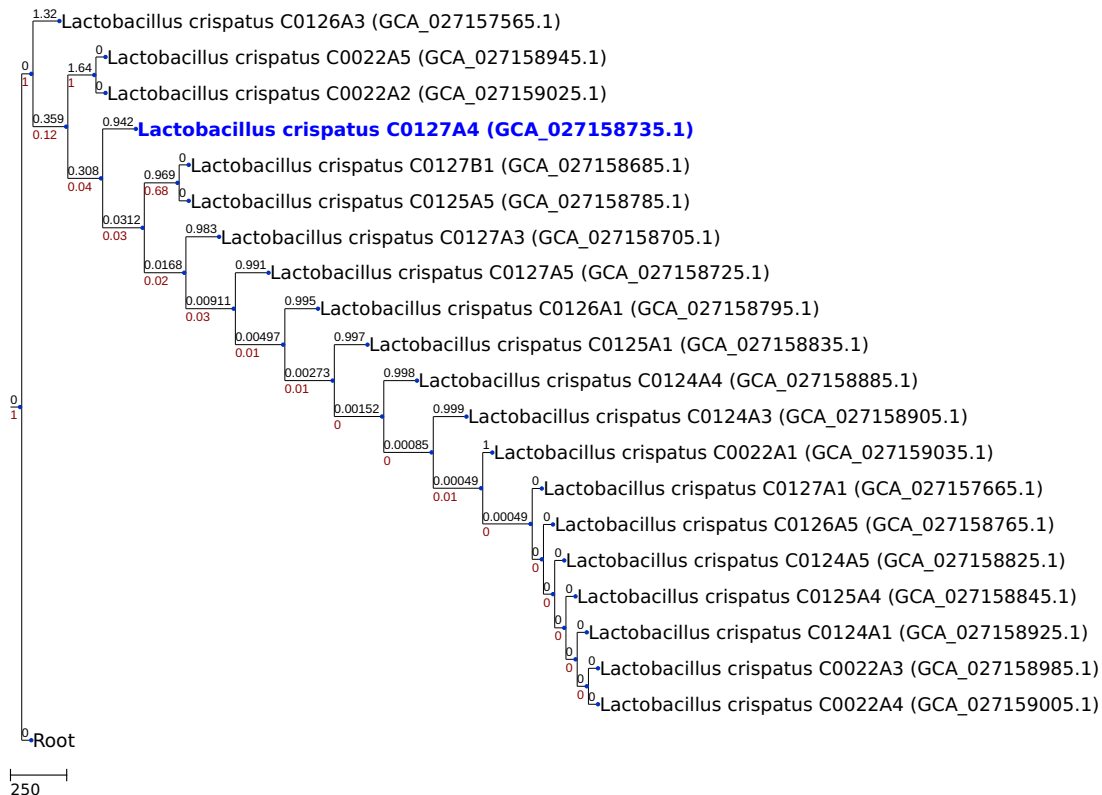 1.32
Lactobacillus crispatus C0126A3 (GCA_027157565.1)
0
Lactobacillus crispatus C0022A5 (GCA_027158945.1)
0
1
1.64
1
0
Lactobacillus crispatus C0022A2 (GCA_027159025.1)
0.359
0.12
0.942
Lactobacillus crispatus C0127A4 (GCA_027158735.1)
0
Lactobacillus crispatus C0127B1 (GCA_027158685.1)
0.308
0.04
0.969
0.68
0
Lactobacillus crispatus C0125A5 (GCA_027158785.1)
0.0312
0.03
0.983
Lactobacillus crispatus C0127A3 (GCA_027158705.1)
0.0168
0.02
0.991
Lactobacillus crispatus C0127A5 (GCA_027158725.1)
0.00911
0.03
0.995
Lactobacillus crispatus C0126A1 (GCA_027158795.1)
0.00497
0.01
0.997
Lactobacillus crispatus C0125A1 (GCA_027158835.1)
0.00273
0.01
0.998
Lactobacillus crispatus C0124A4 (GCA_027158885.1)
0
1
0.00152
0
0.999
Lactobacillus crispatus C0124A3 (GCA_027158905.1)
0.00085
0
1
Lactobacillus crispatus C0022A1 (GCA_027159035.1)
0.00049
0.01
0
Lactobacillus crispatus C0127A1 (GCA_027157665.1)
0.00049
0
0
Lactobacillus crispatus C0126A5 (GCA_027158765.1)
0
0
0
Lactobacillus crispatus C0124A5 (GCA_027158825.1)
0
0
0
Lactobacillus crispatus C0125A4 (GCA_027158845.1)
0
0
0
Lactobacillus crispatus C0124A1 (GCA_027158925.1)
0
0
0
Lactobacillus crispatus C0022A3 (GCA_027158985.1)
0
0
0
Lactobacillus crispatus C0022A4 (GCA_027159005.1)
0
Root
250